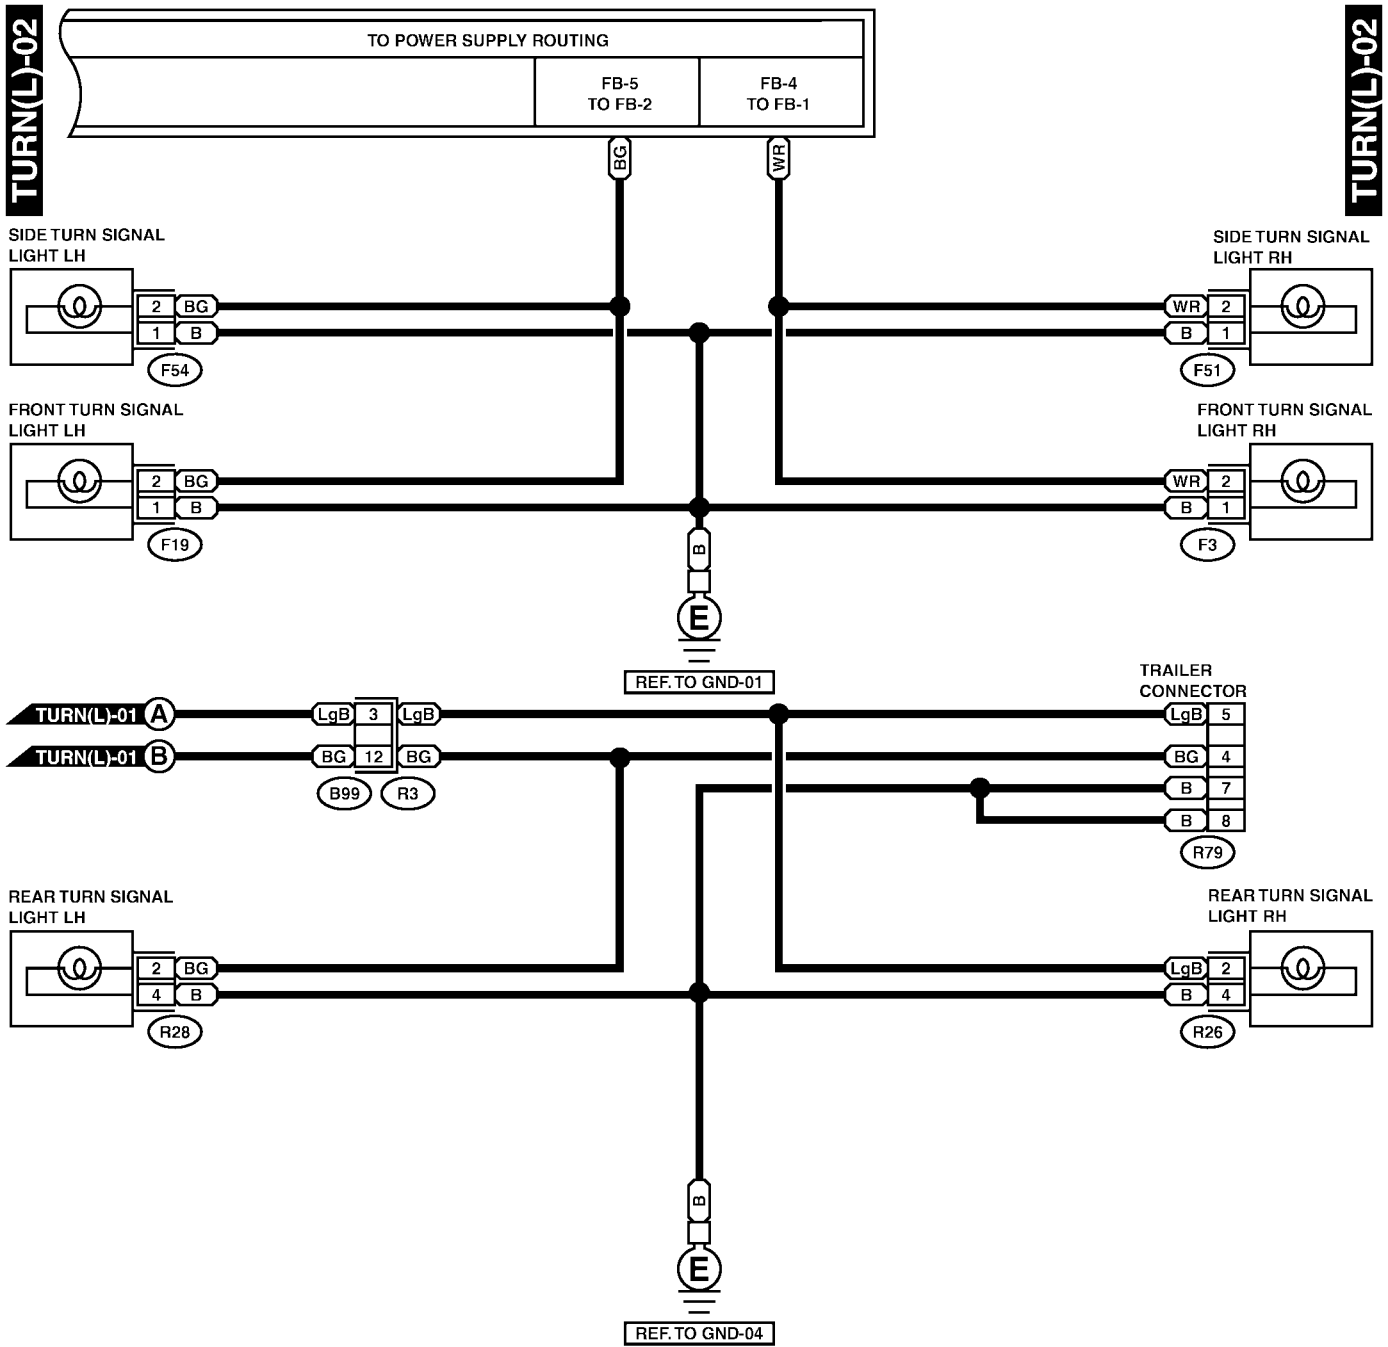 TURN(L)-02
TO POWER SUPPLY ROUTING
FB-5
TO FB-2
FB-4
TO FB-1
TURN(L)-02
BG
WR
SIDE TURN SIGNAL
LIGHT LH
2 BG
1 B
F54
SIDE TURN SIGNAL
LIGHT RH
WR 2
B 1
F51
FRONT TURN SIGNAL
LIGHT LH
2 BG
1 B
F19
FRONT TURN SIGNAL
LIGHT RH
WR 2
B 1
F3
B
E
REF. TO GND-01
TURN(L)-01 A
LgB 3 LgB
TURN(L)-01 B
BG 12 BG
B99 R3
TRAILER
CONNECTOR
LgB 5
BG 4
B 7
B 8
R79
REAR TURN SIGNAL
LIGHT LH
2 BG
4 B
R28
REAR TURN SIGNAL
LIGHT RH
LgB 2
B 4
R26
B
E
REF. TO GND-04